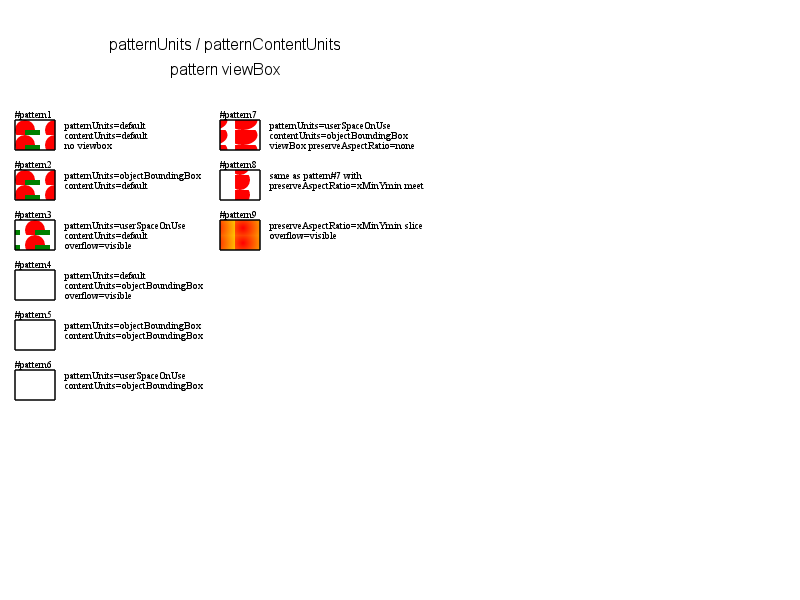 patternUnits / patternContentUnits
pattern viewBox
#pattern1
patternUnits=default
contentUnits=default
no viewbox
#pattern2
patternUnits=objectBoundingBox
contentUnits=default
#pattern3
patternUnits=userSpaceOnUse
contentUnits=default
overflow=visible
#pattern4
patternUnits=default
contentUnits=objectBoundingBox
overflow=visible
#pattern5
patternUnits=objectBoundingBox
contentUnits=objectBoundingBox
#pattern6
patternUnits=userSpaceOnUse
contentUnits=objectBoundingBox
#pattern7
patternUnits=userSpaceOnUse
contentUnits=objectBoundingBox
viewBox preserveAspectRatio=none
#pattern8
same as pattern#7 with
preserveAspectRatio=xMinYmin meet
#pattern9
preserveAspectRatio=xMinYmin slice
overflow=visible